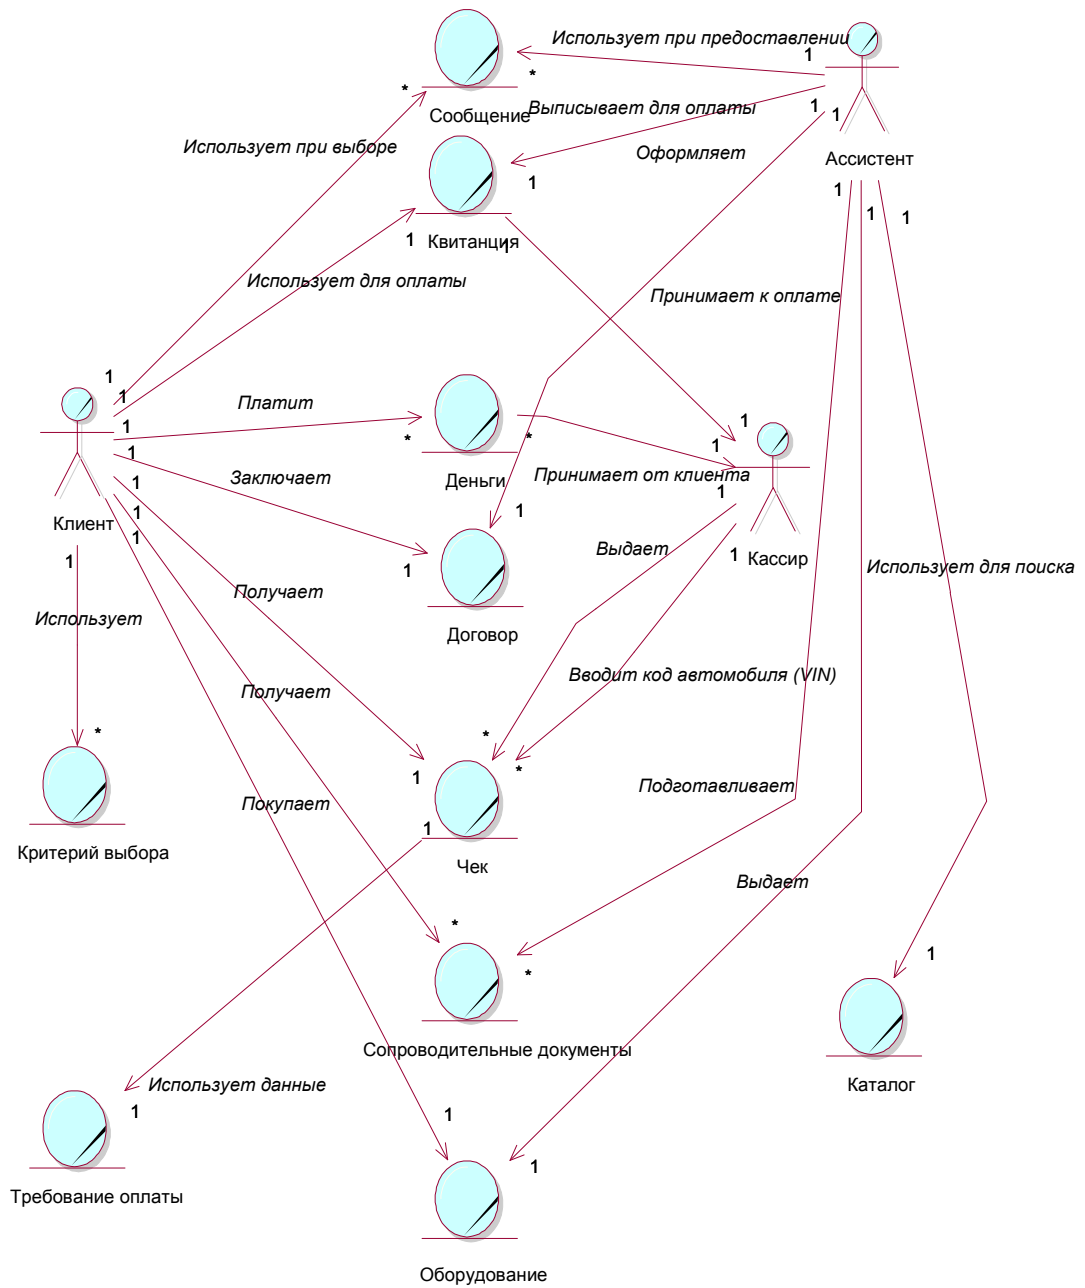 Использует при предоставлении
1
*
*
Сообщение
Выписывает для оплаты
1
1
Использует при выборе
Оформляет
Ассистент
1
1
1
1
1
Квитанция
1
Использует для оплаты
Принимает к оплате
1
1
Платит
1
1
*
*
1
Заключает
Деньги
Принимает от клиента
1
1
1
Клиент
1
1
1
1
Выдает
1
Кассир
1
Использует для поиска
Получает
Использует
Договор
Вводит код автомобиля (VIN)
Получает
*
*
*
1
Подготавливает
Покупает
1
Критерий выбора
Чек
Выдает
*
1
*
Сопроводительные документы
Использует данные
Каталог
1
1
1
Требование оплаты
Оборудование